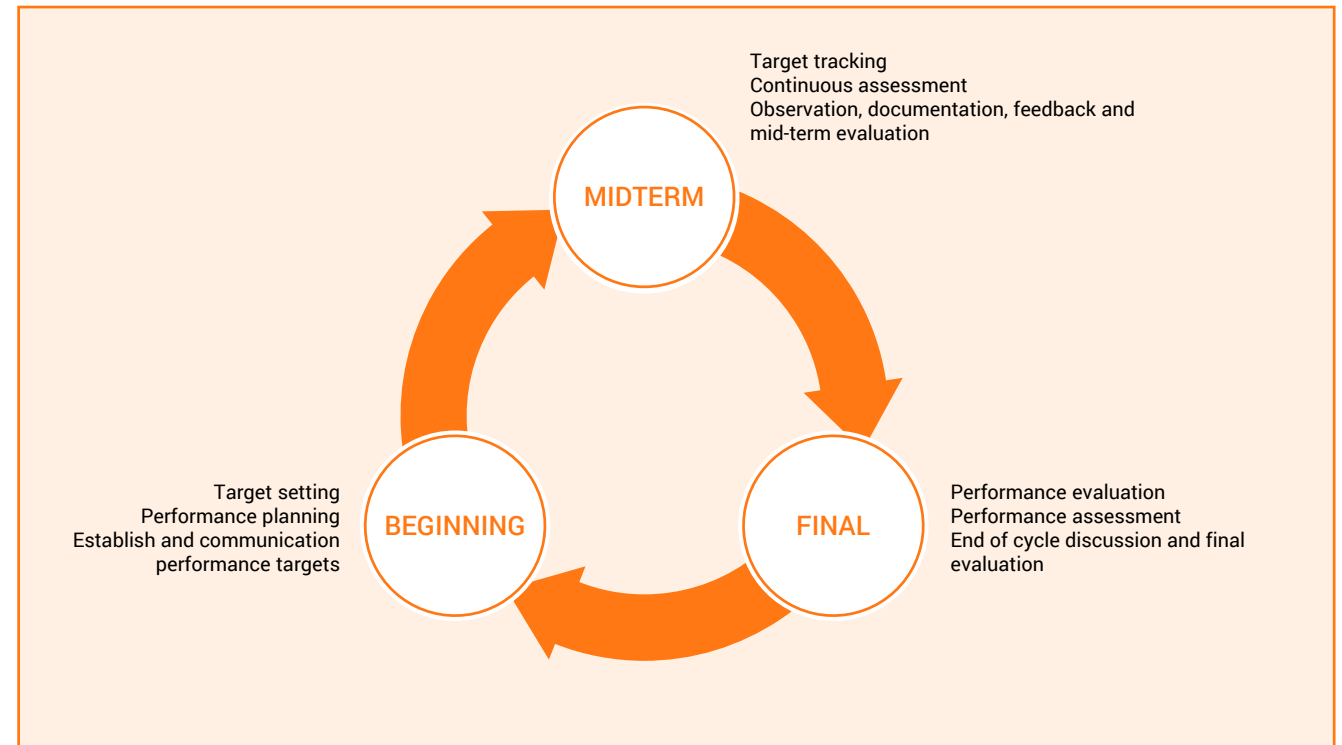 Target tracking
Continuous assessment
Observation, documentation, feedback and
mid-term evaluation
MIDTERM
Target setting
Performance planning
Establish and communication
performance targets
BEGINNING
FINAL
Performance evaluation
Performance assessment
End of cycle discussion and final
evaluation